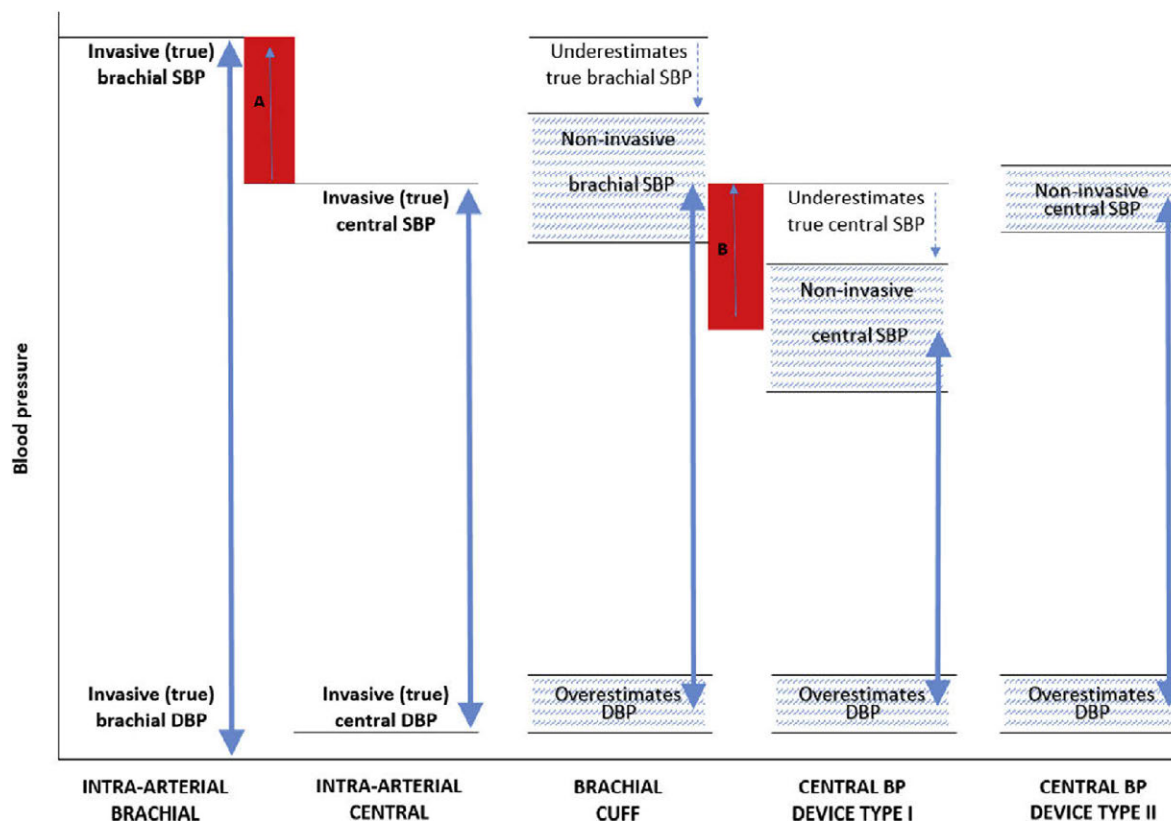 Blood pressure
Invasive (true)
brachial SBP
A
Invasive (true)
central SBP
Underestimates
true brachial SBP
Non-invasive
brachial SBP
B
Underestimates
true central SBP
Non-invasive
central SBP
Non-invasive
central SBP
Invasive (true)
brachial DBP
Invasive (true)
central DBP
Overestimates
DBP
Overestimates
DBP
Overestimates
DBP
INTRA-ARTERIAL
BRACHIAL
INTRA-ARTERIAL
CENTRAL
BRACHIAL
CUFF
CENTRAL BP
DEVICE TYPE I
CENTRAL BP
DEVICE TYPE II